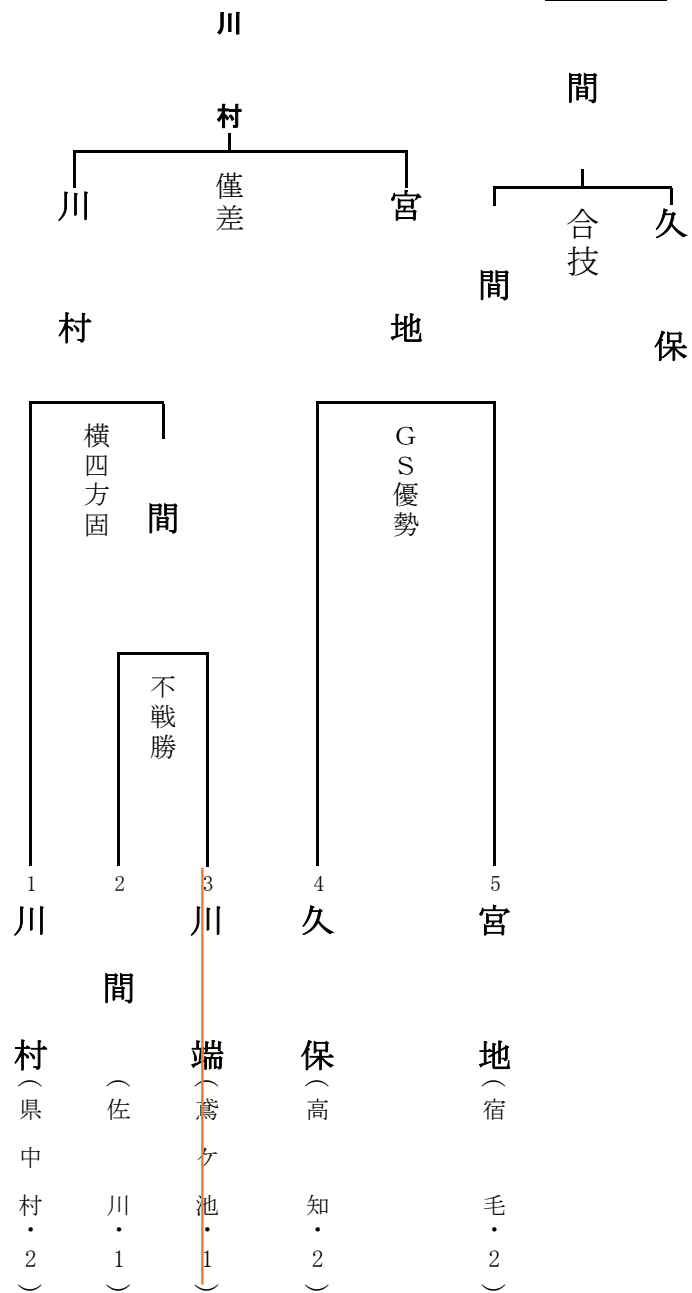 川村
間
僅差
合技
川村
宮地
間
久保
横四方固
間
GS優勢
不戦勝
1
2
3
4
5
川村(県中村・2)
間(佐川・1)
川端(鳶ケ池・1)
久保(高知・2)
宮地(宿毛・2)